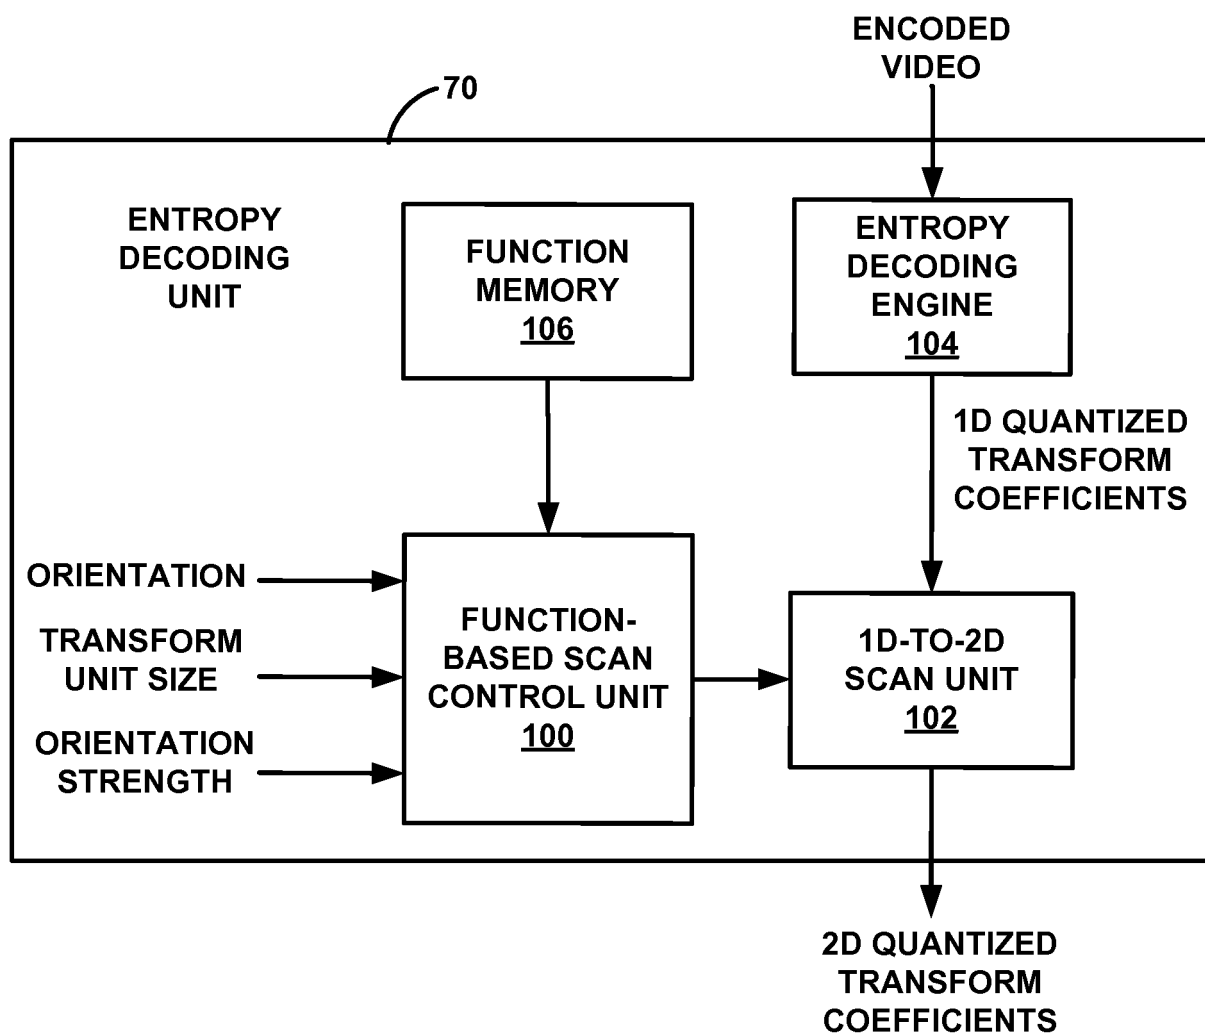 ENCODED
VIDEO
70
ENTROPY
DECODING
UNIT
FUNCTION
MEMORY
106
ENTROPY
DECODING
ENGINE
104
1D QUANTIZED
TRANSFORM
COEFFICIENTS
ORIENTATION
TRANSFORM
UNIT SIZE
ORIENTATION
STRENGTH
FUNCTION-
BASED SCAN
CONTROL UNIT
100
1D-TO-2D
SCAN UNIT
102
2D QUANTIZED
TRANSFORM
COEFFICIENTS